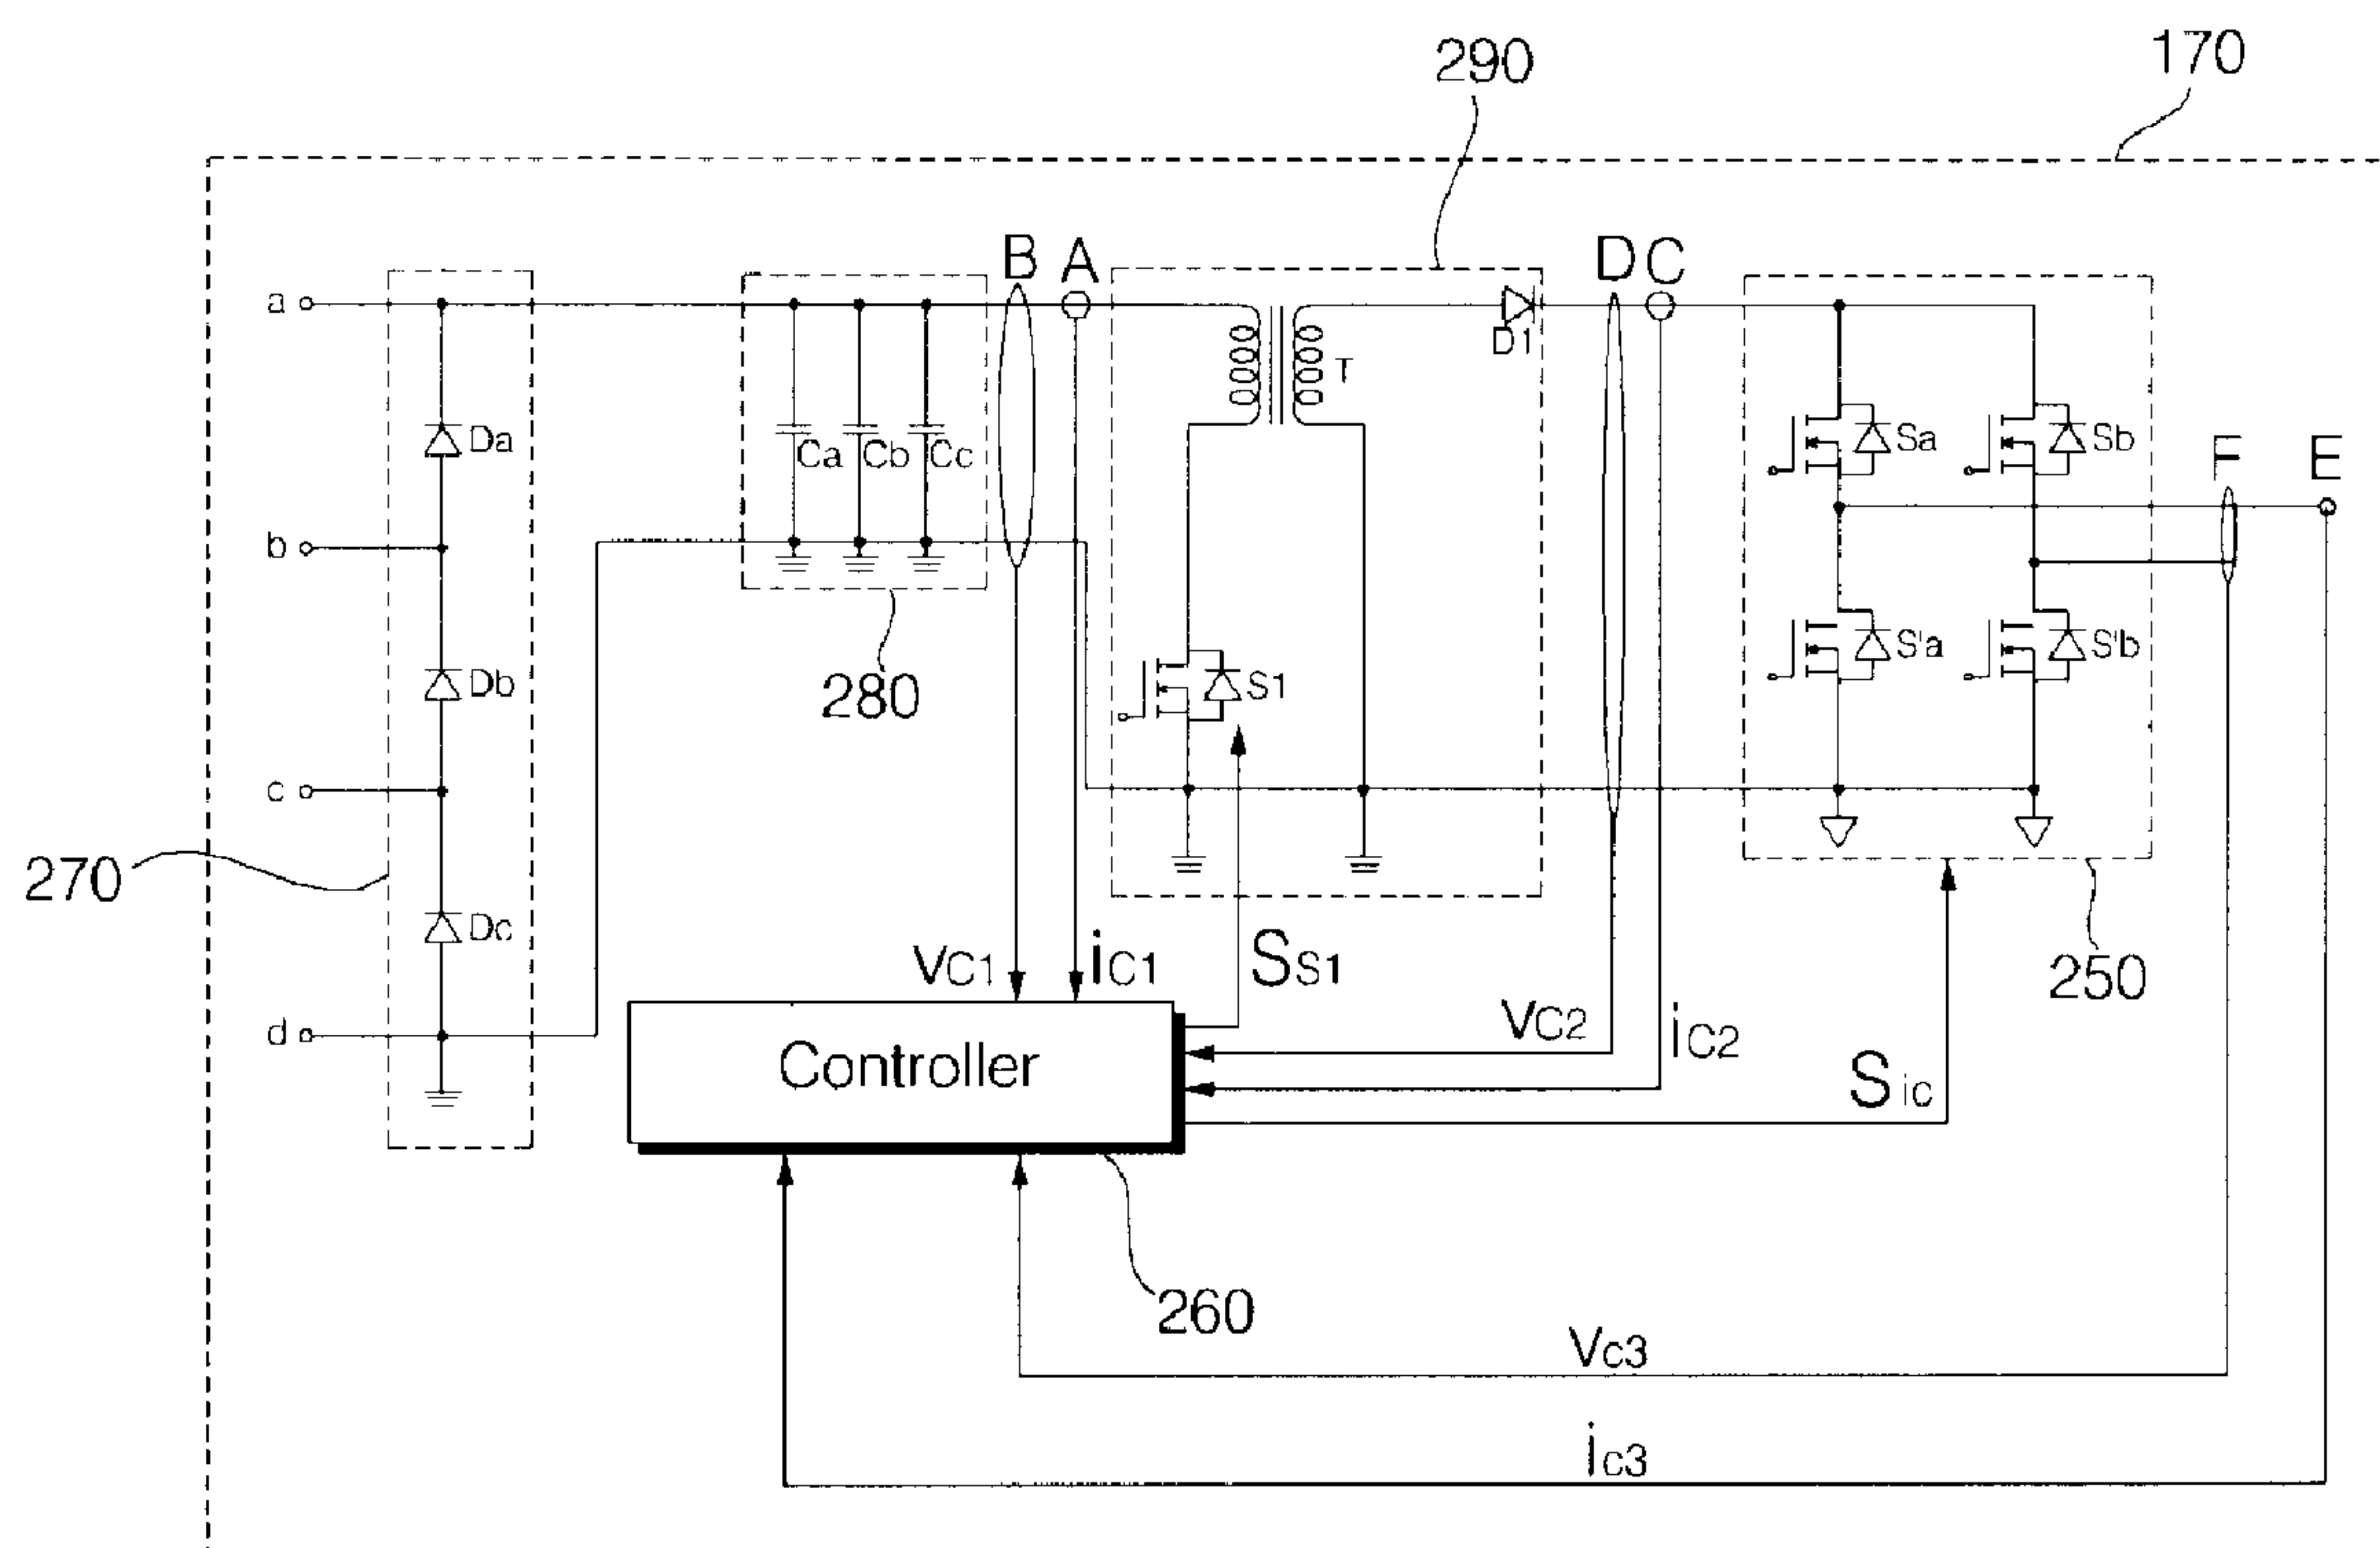 170
290
B A
D C
a
D1
T
Da
Ca Cb Cc
Sa
Sb
F
E
b
280
S1
S'a
S'b
Db
c
270
Dc
VC1
iC1
SS1
250
d
Controller
VC2
iC2
Sic
260
Vc3
ic3